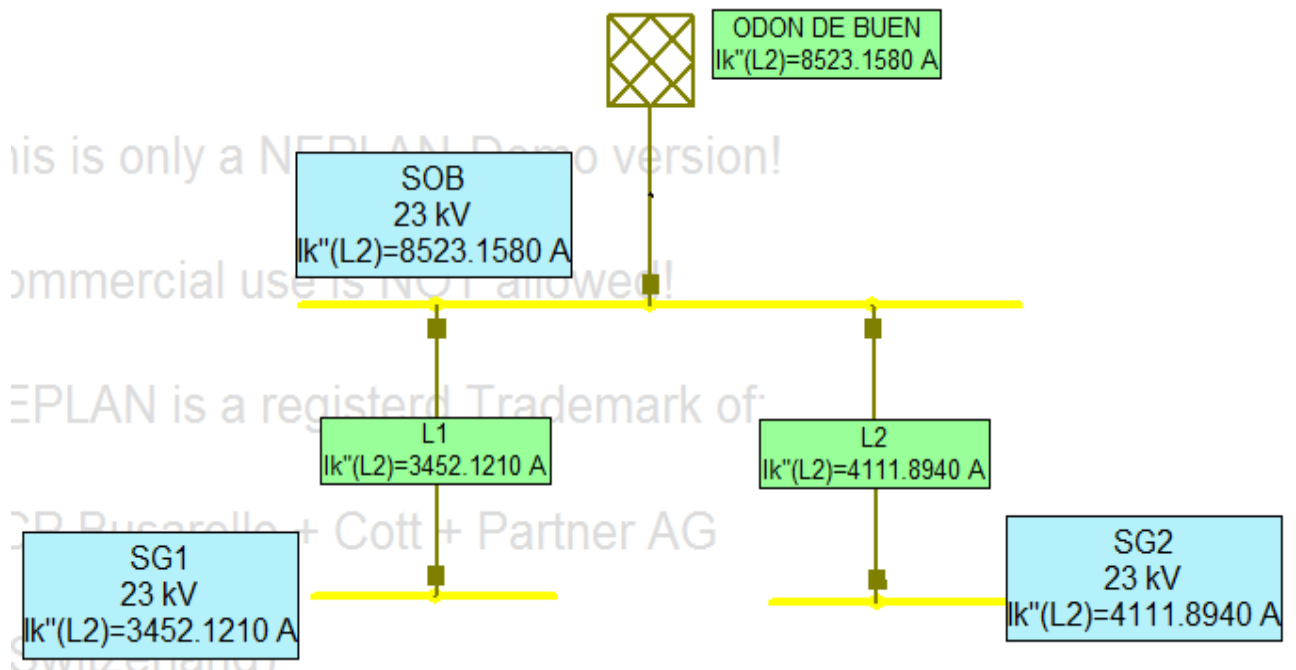 ODON DE BUEN
Ik"(L2)=8523.1580 A
his is only a NEPLAN Demo version!
SOB
23 kV
Ik"(L2)=8523.1580 A
ommercial use is NOT allowed!
EPLAN is a registerd Trademark of:
L1
Ik"(L2)=3452.1210 A
L2
Ik"(L2)=4111.8940 A
CP Busarello + Cott + Partner AG
SG1
23 kV
Ik"(L2)=3452.1210 A
SG2
23 kV
Ik"(L2)=4111.8940 A